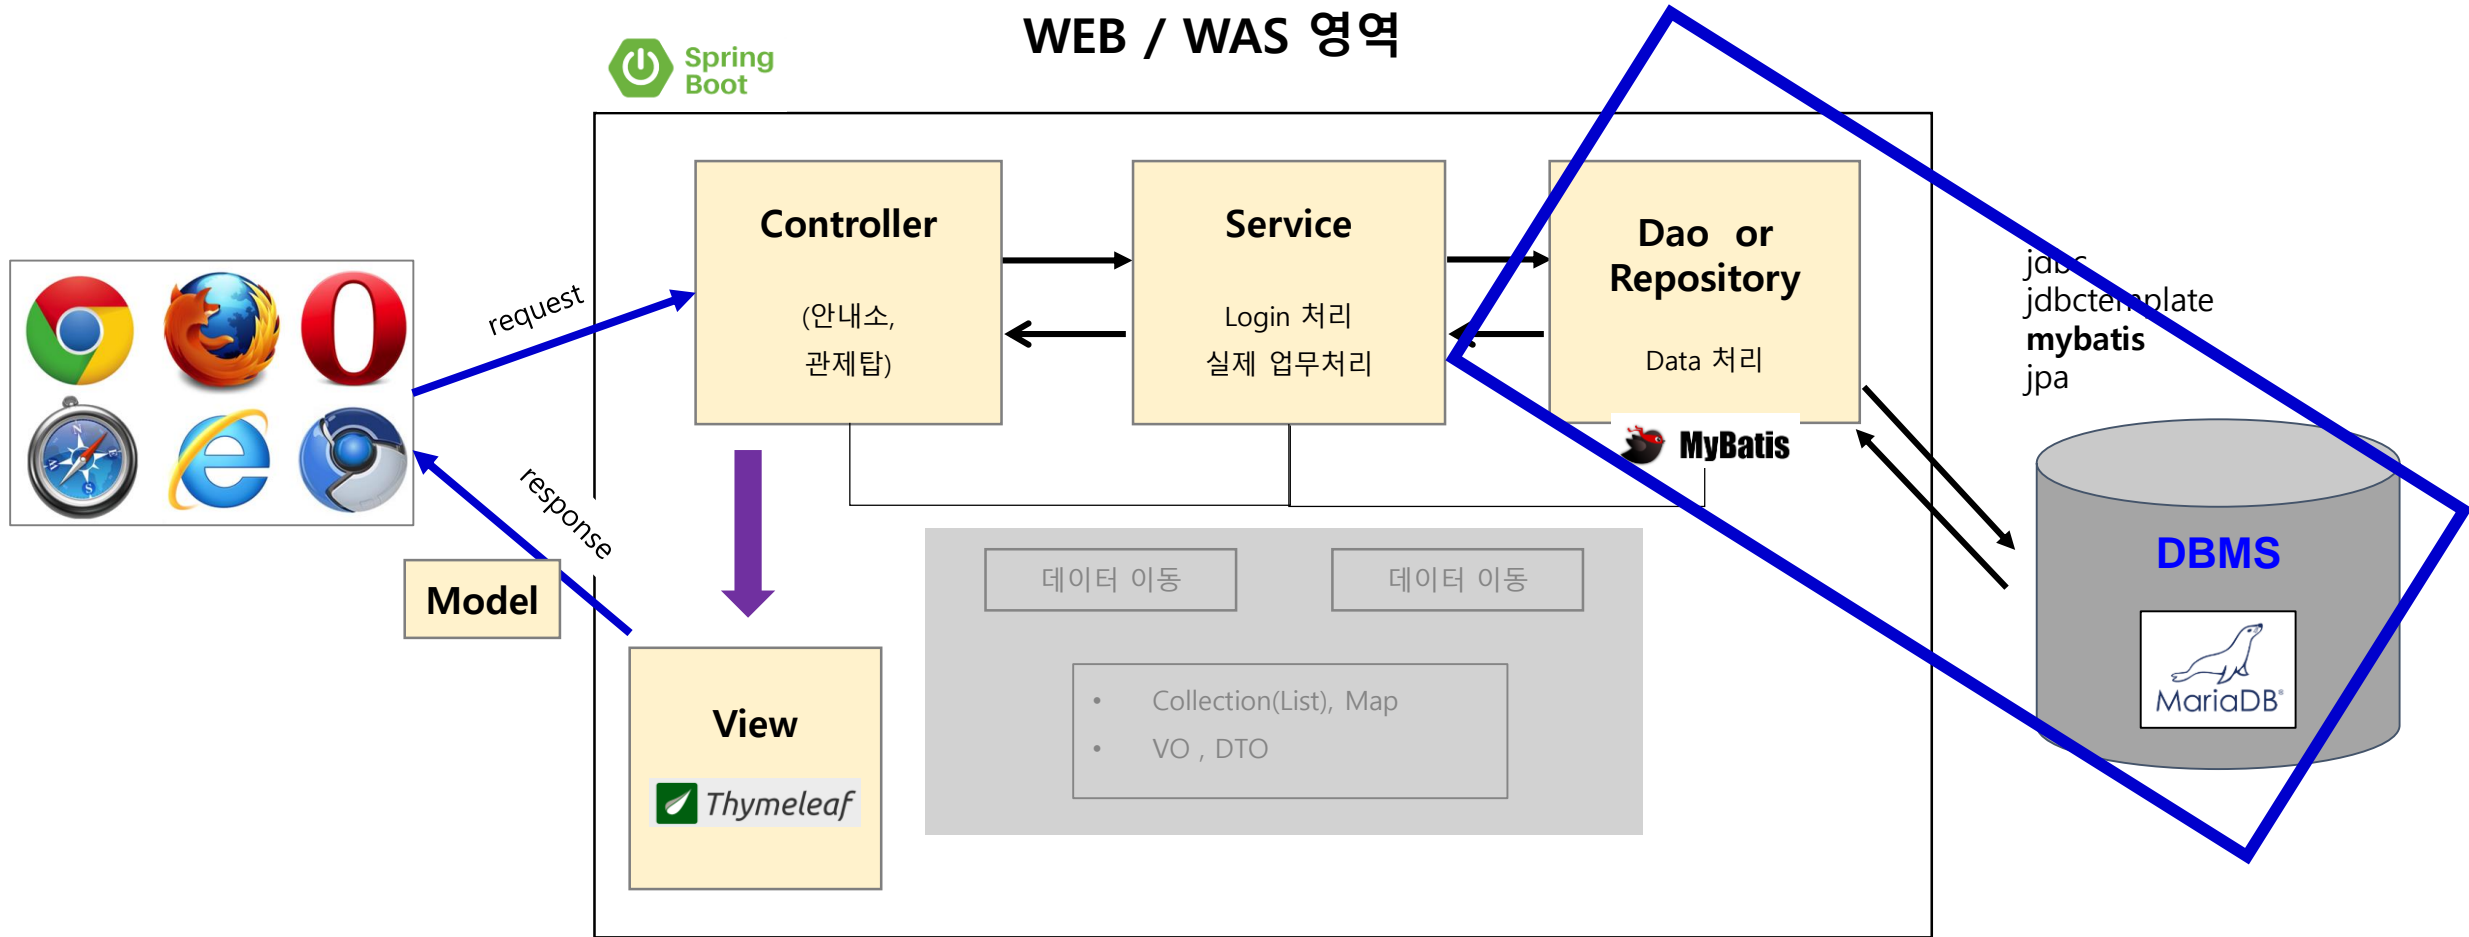 WEB / WAS 영역
Spring
Boot
Controller
(안내소,
관제탑)
Service
Login 처리
실제 업무처리
Dao or
Repository
Data 처리
MyBatis
jdbc
jdbctemplate
mybatis
jpa
request
response
Model
View
Thymeleaf
데이터 이동
데이터 이동
• Collection(List), Map
• VO , DTO
DBMS
MariaDB®
N
E
S
W